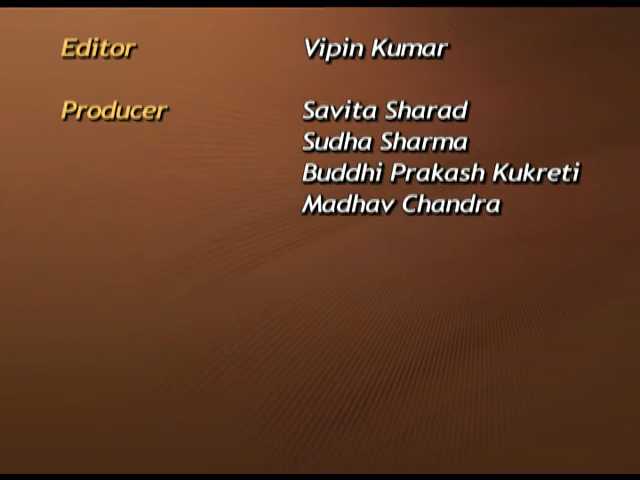 Editor Vipin Kumar
Producer Savita Sharad
Sudha Sharma
Buddhi Prakash Kukreti
Madhav Chandra